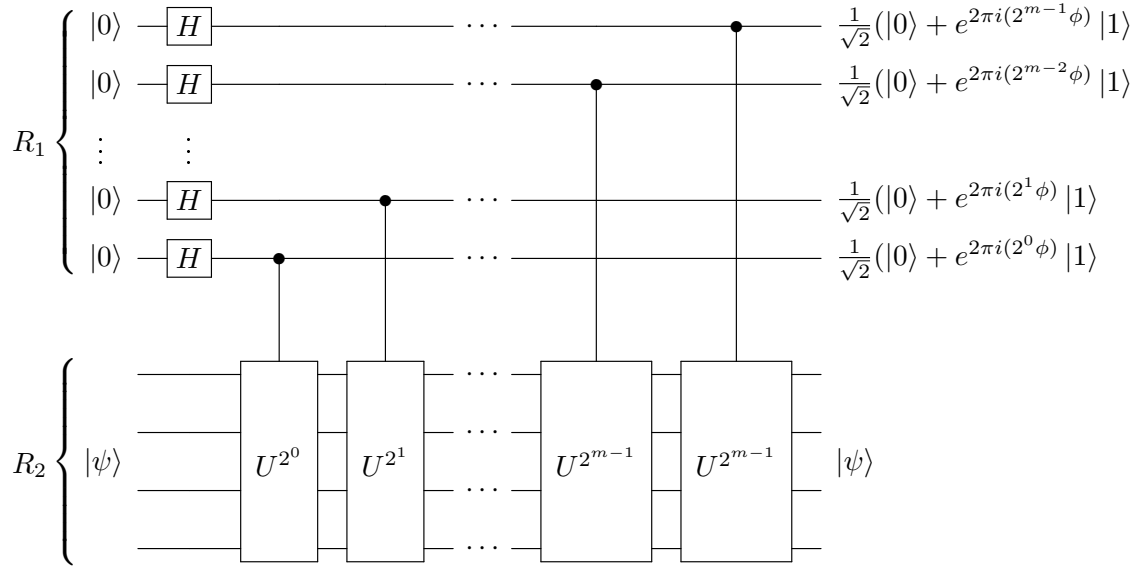 |0⟩ H ··· 1/√2(|0⟩ + e^{2πi(2^{m−1}ϕ)} |1⟩
|0⟩ H ··· 1/√2(|0⟩ + e^{2πi(2^{m−2}ϕ)} |1⟩
R₁ ⋮ ⋮
|0⟩ H ··· 1/√2(|0⟩ + e^{2πi(2^1ϕ)} |1⟩
|0⟩ H ··· 1/√2(|0⟩ + e^{2πi(2^0ϕ)} |1⟩
···
···
R₂ |ψ⟩ U^{2^0} U^{2^1} U^{2^{m−1}} U^{2^{m−1}} |ψ⟩
···
···